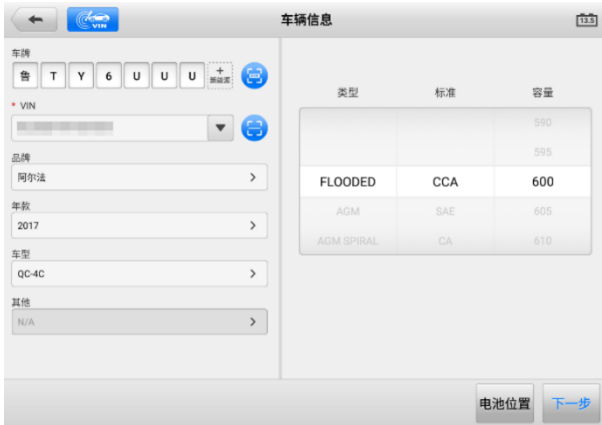 VIN
车辆信息
13.5
车牌
鲁 T Y 6 U U U + 新能源
* VIN
品牌
阿尔法
年款
2017
车型
QC-4C
其他
N/A
类型 标准 容量
590
595
FLOODED CCA 600
AGM SAE 605
AGM SPIRAL CA 610
电池位置 下一步